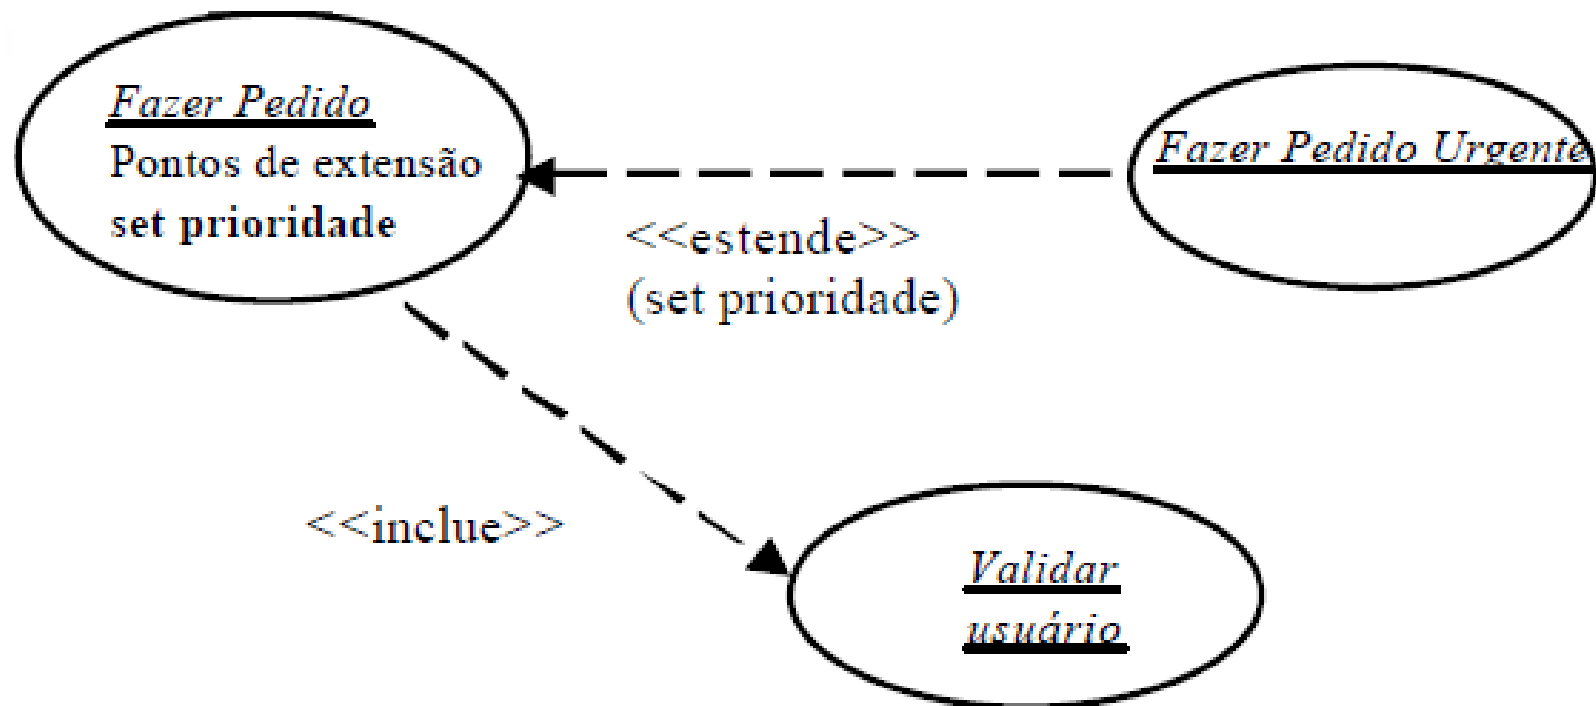 Fazer Pedido
Pontos de extensão
set prioridade
Fazer Pedido Urgente
<<estende>>
(set prioridade)
<<inclue>>
Validar
usuário